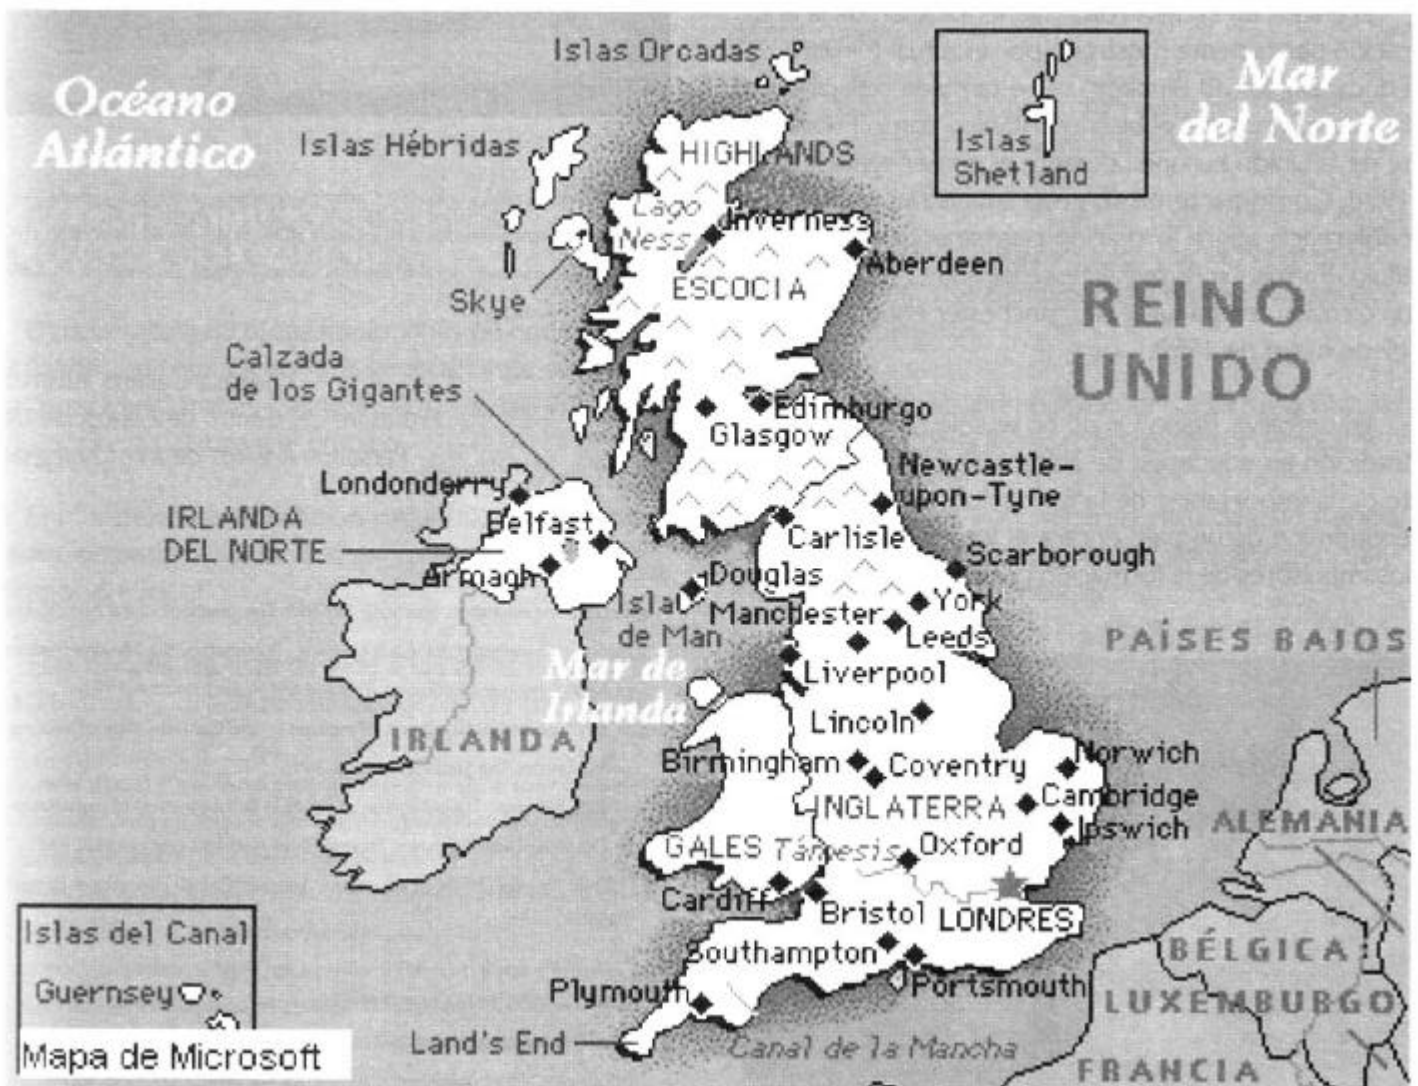 Islas Orcadas
Océano
Atlántico
Mar
del Norte
Islas Hébridas
HIGHLANDS
Islas
Shetland
Lago
Ness
Inverness
Aberdeen
Skye
ESCOCIA
REINO
UNIDO
Calzada
de los Gigantes
Edimburgo
Glasgow
Newcastle-
upon-Tyne
Londonderry
IRLANDA
DEL NORTE
Belfast
Carlisle
Scarborough
Armagh
Douglas
Isla
de Man
Manchester
York
Leeds
PAÍSES BAJOS
Mar de
Irlanda
Liverpool
Lincoln
IRLANDA
Birmingham
Coventry
Norwich
INGLATERRA
Cambridge
Ipswich
ALEMANIA
GALES
Támesis
Oxford
Cardiff
Bristol
LONDRES
Islas del Canal
Southampton
BÉLGICA
Guernsey
Plymouth
Portsmouth
LUXEMBURGO
Land's End
Canal de la Mancha
Mapa de Microsoft
FRANCIA